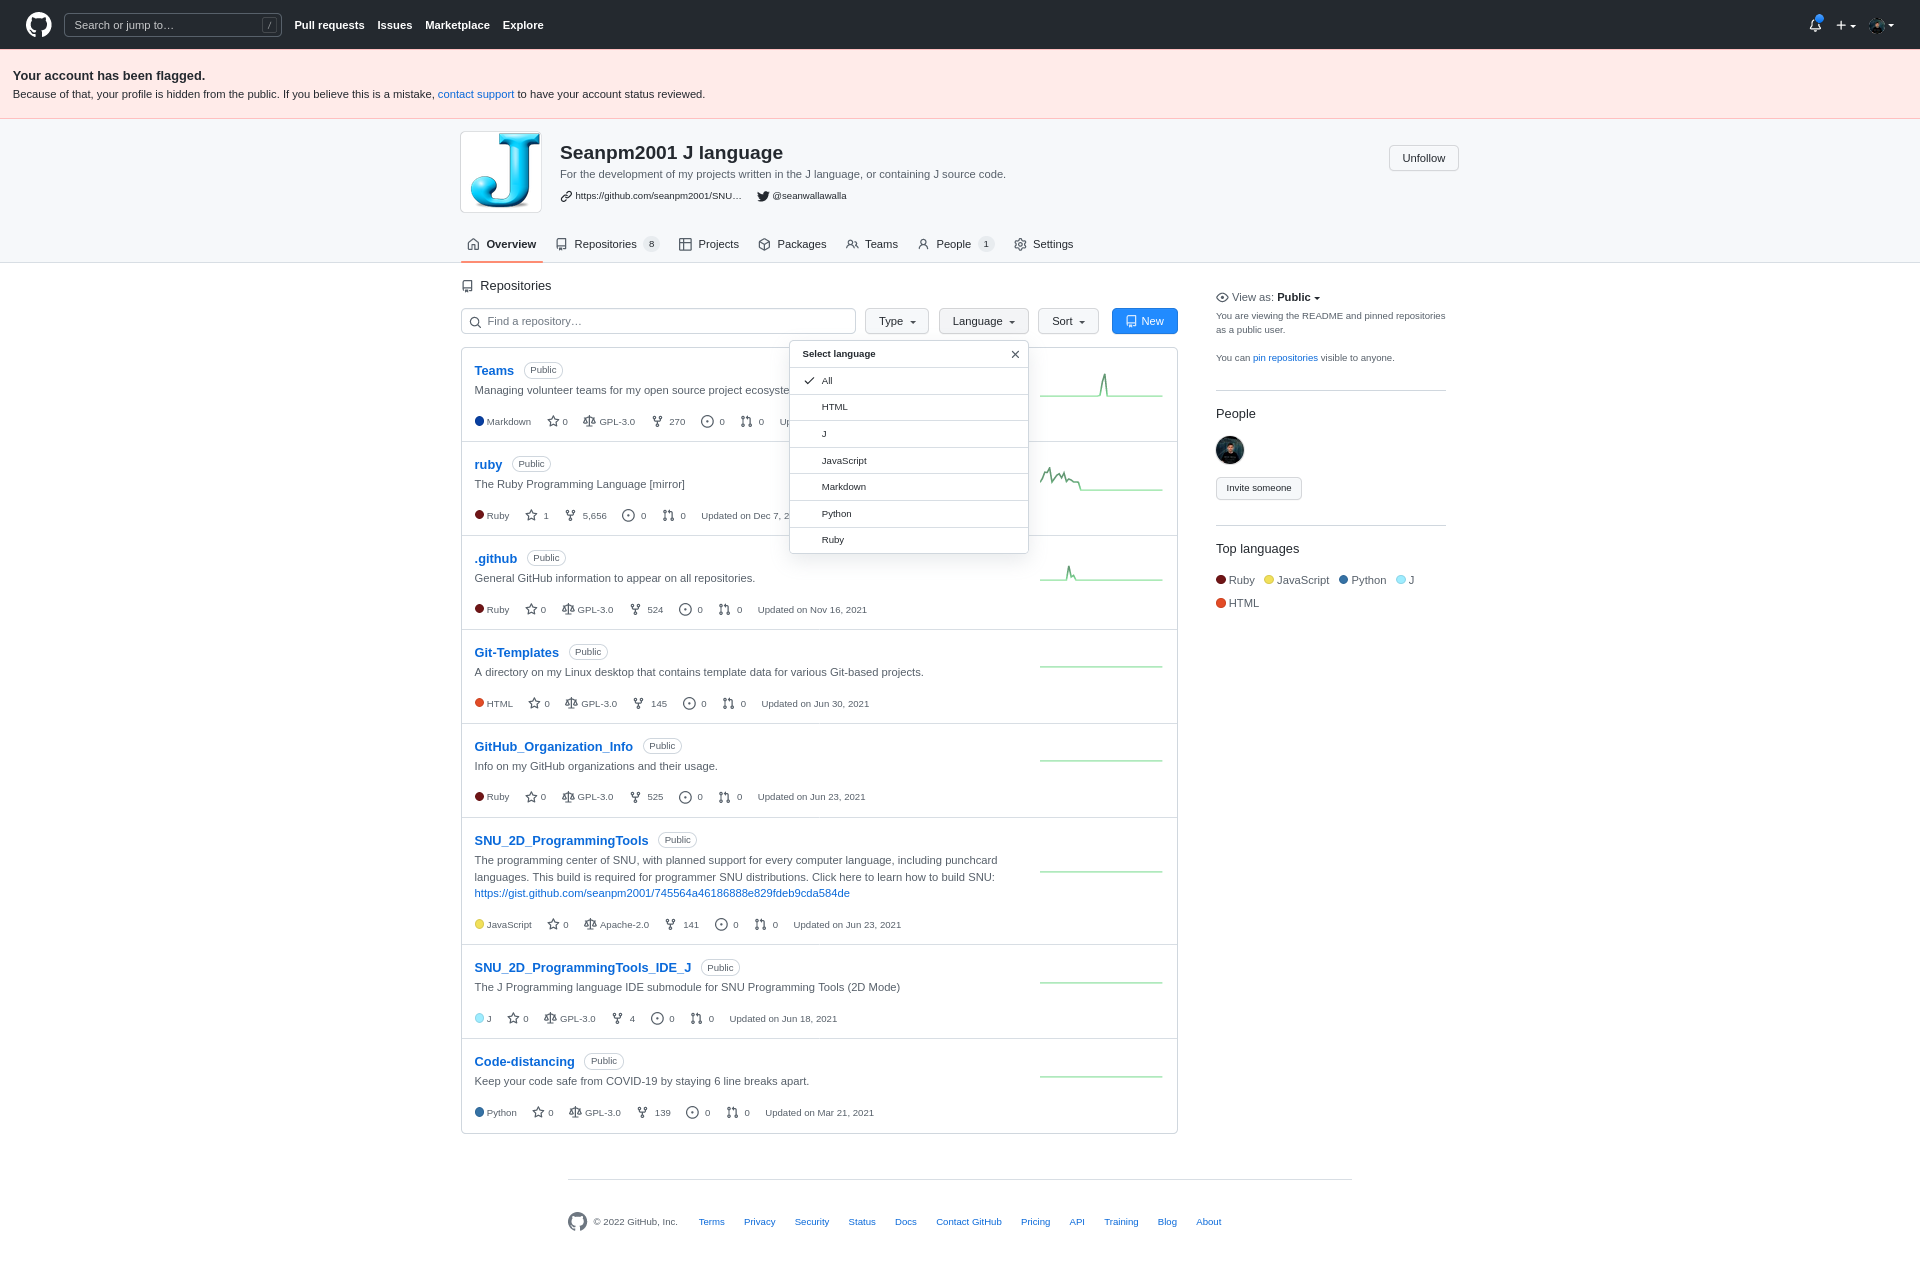 Search or jump to…
/
Pull requests Issues Marketplace Explore
Your account has been flagged.
Because of that, your profile is hidden from the public. If you believe this is a mistake, contact support to have your account status reviewed.
J
Seanpm2001 J language
For the development of my projects written in the J language, or containing J source code.
https://github.com/seanpm2001/SNU… @seanwallawalla
Unfollow
Overview Repositories 8 Projects Packages Teams People 1 Settings
Repositories
Find a repository…
Type Language Sort New
Select language
All
HTML
J
JavaScript
Markdown
Python
Ruby
Teams Public
Managing volunteer teams for my open source project ecosyste
Markdown 0 GPL-3.0 270 0 0 Up
ruby Public
The Ruby Programming Language [mirror]
Ruby 1 5,656 0 0 Updated on Dec 7, 2
.github Public
General GitHub information to appear on all repositories.
Ruby 0 GPL-3.0 524 0 0 Updated on Nov 16, 2021
Git-Templates Public
A directory on my Linux desktop that contains template data for various Git-based projects.
HTML 0 GPL-3.0 145 0 0 Updated on Jun 30, 2021
GitHub_Organization_Info Public
Info on my GitHub organizations and their usage.
Ruby 0 GPL-3.0 525 0 0 Updated on Jun 23, 2021
SNU_2D_ProgrammingTools Public
The programming center of SNU, with planned support for every computer language, including punchcard
languages. This build is required for programmer SNU distributions. Click here to learn how to build SNU:
https://gist.github.com/seanpm2001/745564a46186888e829fdeb9cda584de
JavaScript 0 Apache-2.0 141 0 0 Updated on Jun 23, 2021
SNU_2D_ProgrammingTools_IDE_J Public
The J Programming language IDE submodule for SNU Programming Tools (2D Mode)
J 0 GPL-3.0 4 0 0 Updated on Jun 18, 2021
Code-distancing Public
Keep your code safe from COVID-19 by staying 6 line breaks apart.
Python 0 GPL-3.0 139 0 0 Updated on Mar 21, 2021
View as: Public
You are viewing the README and pinned repositories
as a public user.
You can pin repositories visible to anyone.
People
Invite someone
Top languages
Ruby JavaScript Python J
HTML
© 2022 GitHub, Inc. Terms Privacy Security Status Docs Contact GitHub Pricing API Training Blog About